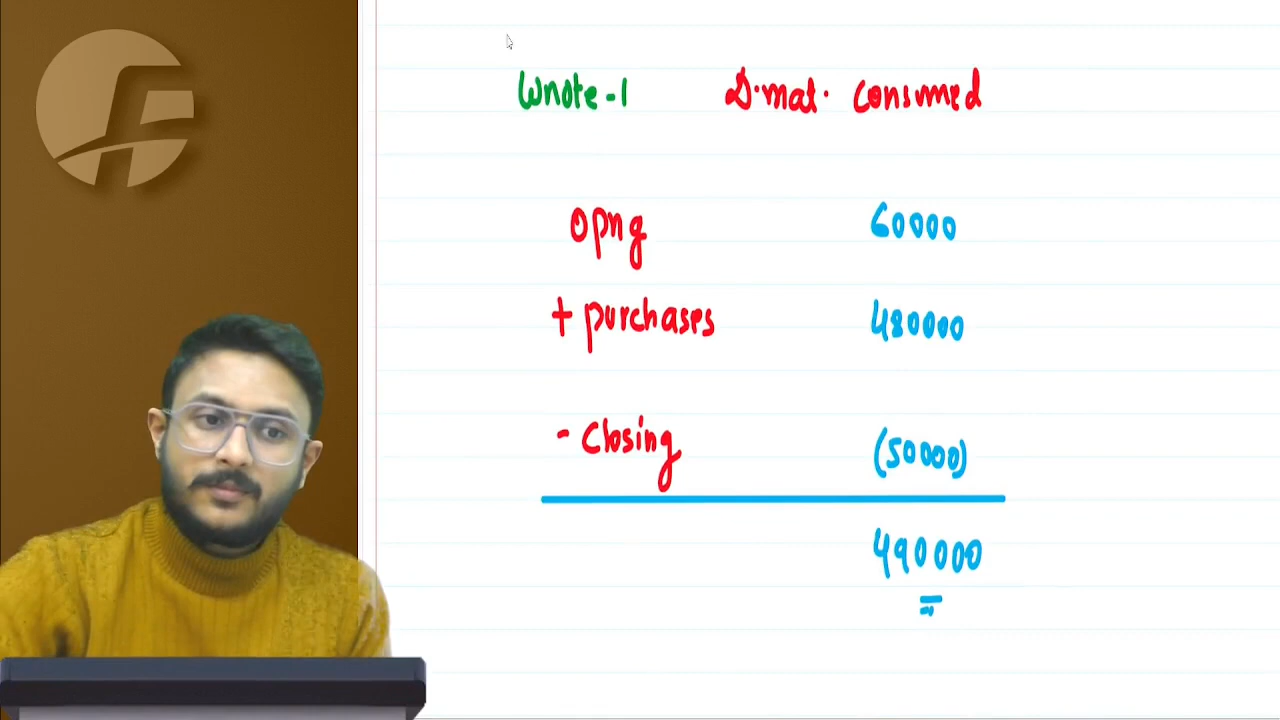 Wnote-1 D.mat. consumed
opng 60000
+ purchases 480000
- Closing (50000)
490000